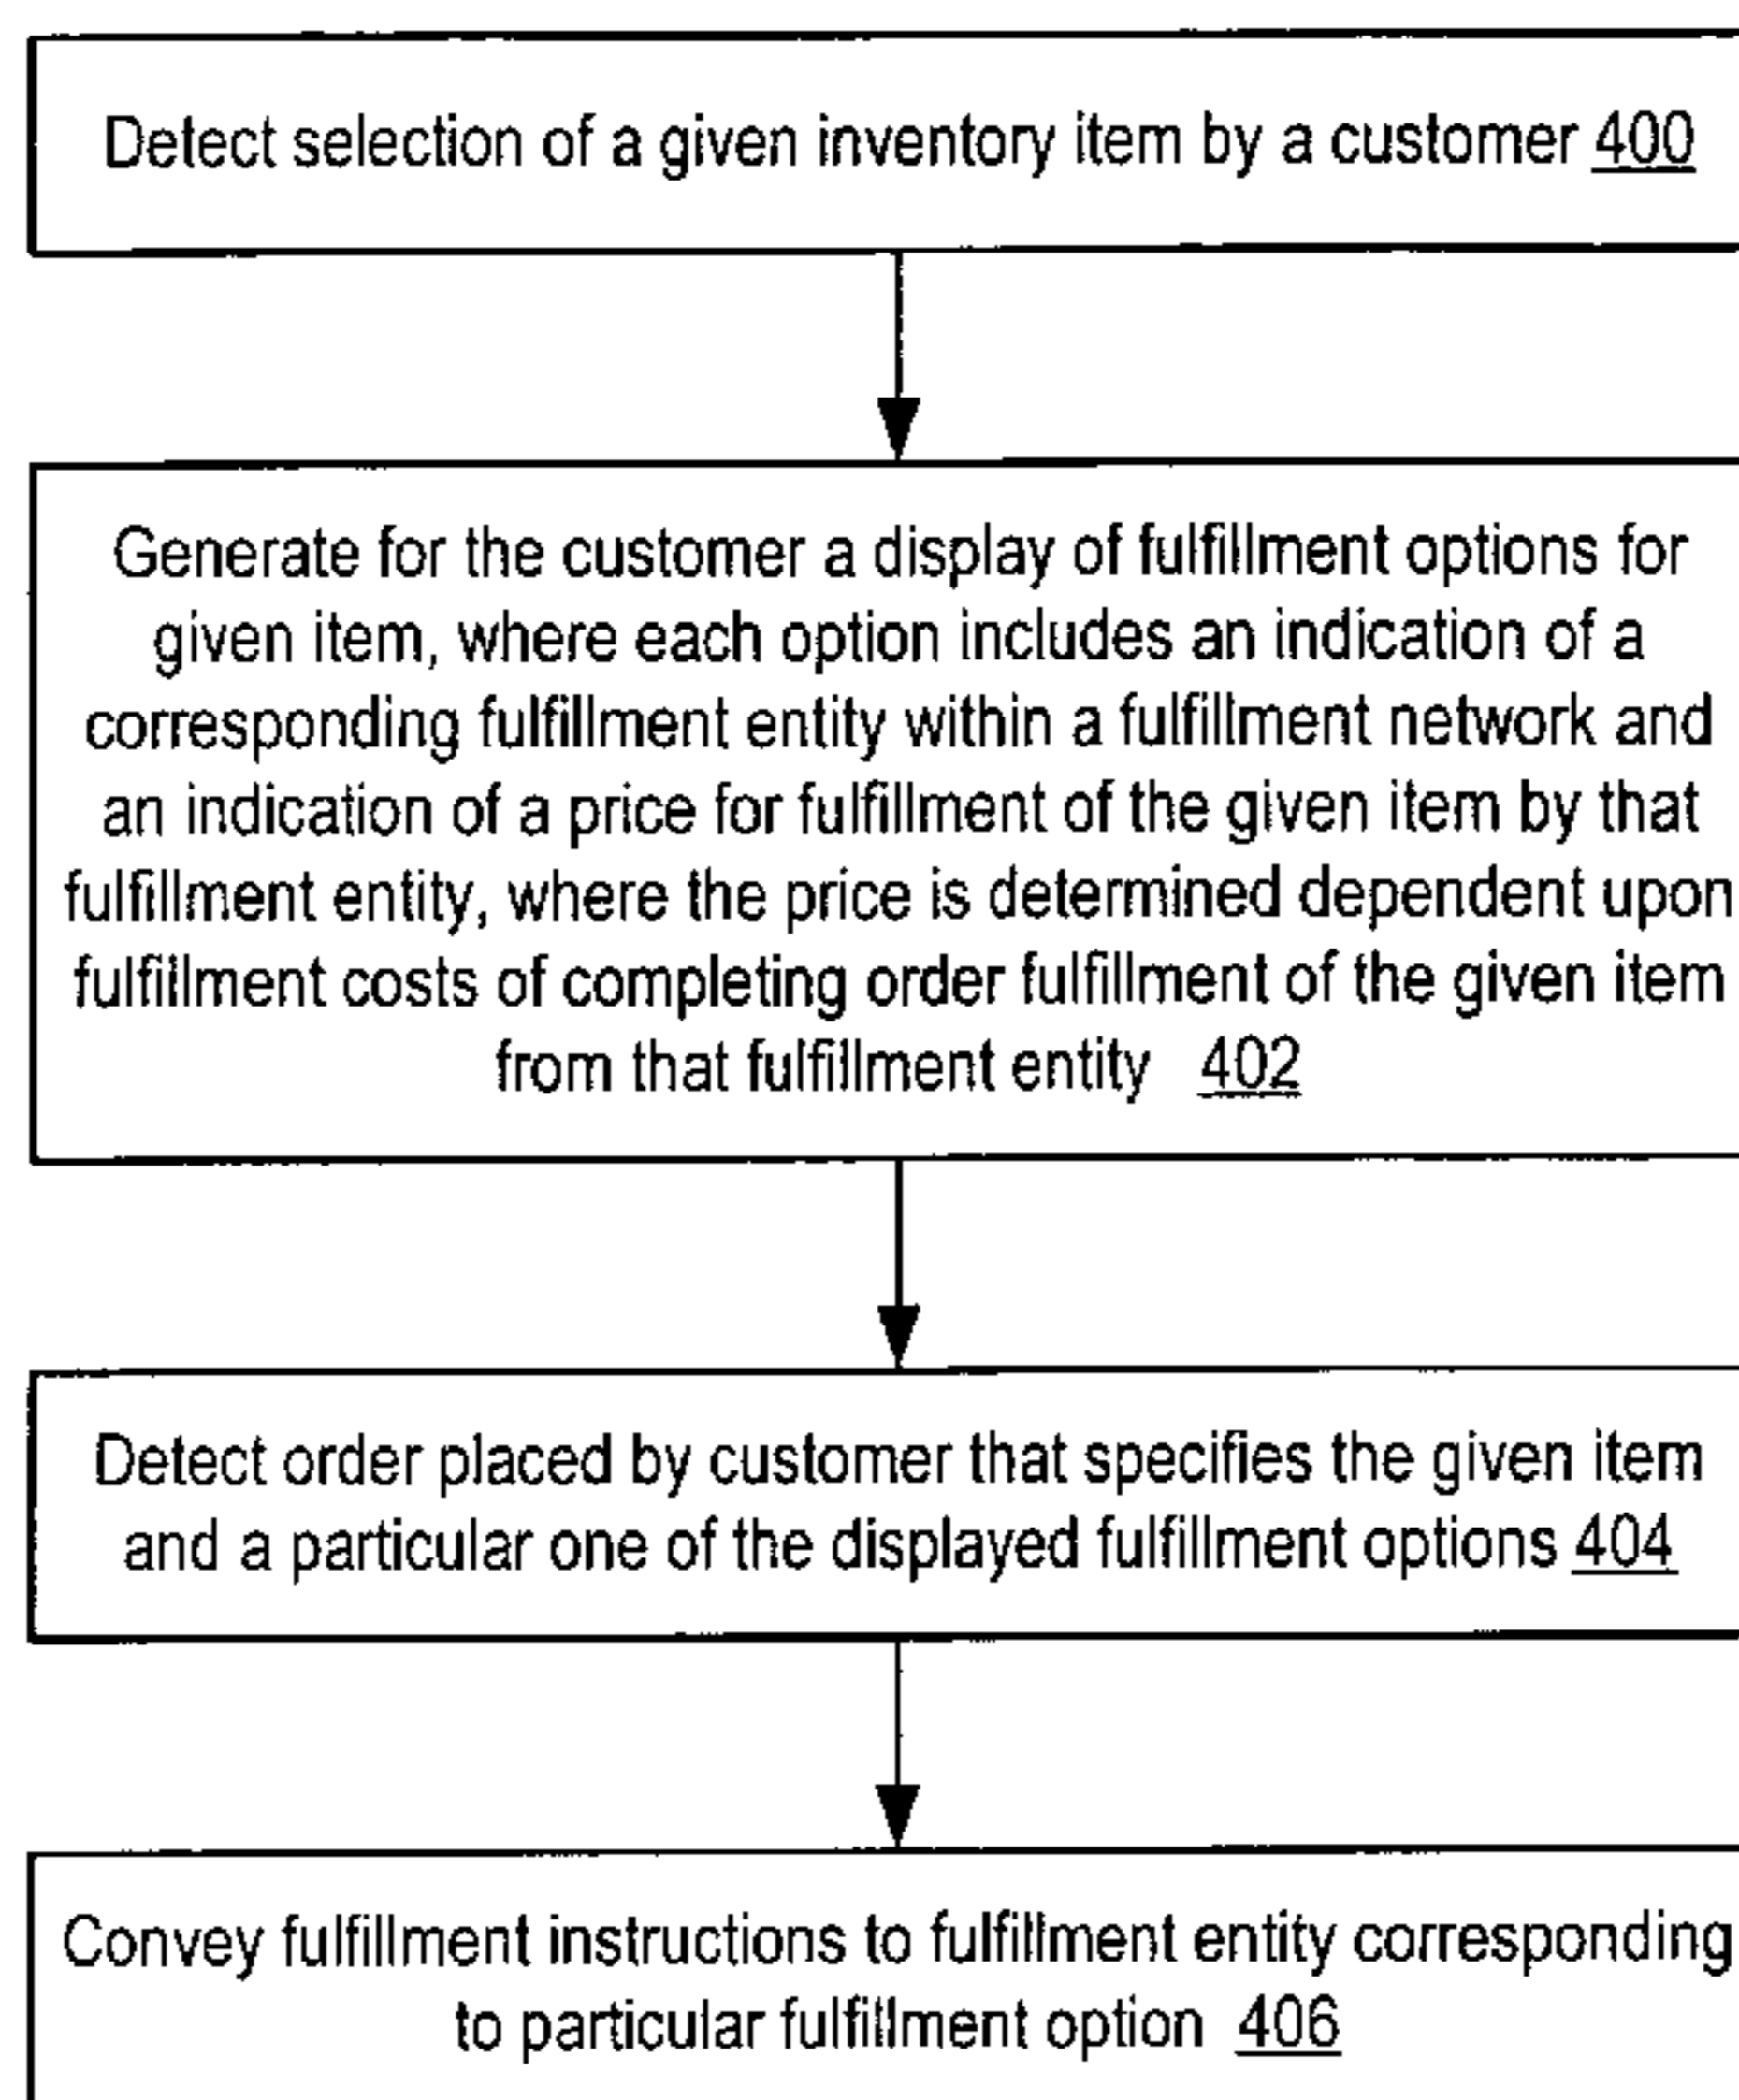 Detect selection of a given inventory item by a customer 400
Generate for the customer a display of fulfillment options for
given item, where each option includes an indication of a
corresponding fulfillment entity within a fulfillment network and
an indication of a price for fulfillment of the given item by that
fulfillment entity, where the price is determined dependent upon
fulfillment costs of completing order fulfillment of the given item
from that fulfillment entity 402
Detect order placed by customer that specifies the given item
and a particular one of the displayed fulfillment options 404
Convey fulfillment instructions to fulfillment entity corresponding
to particular fulfillment option 406